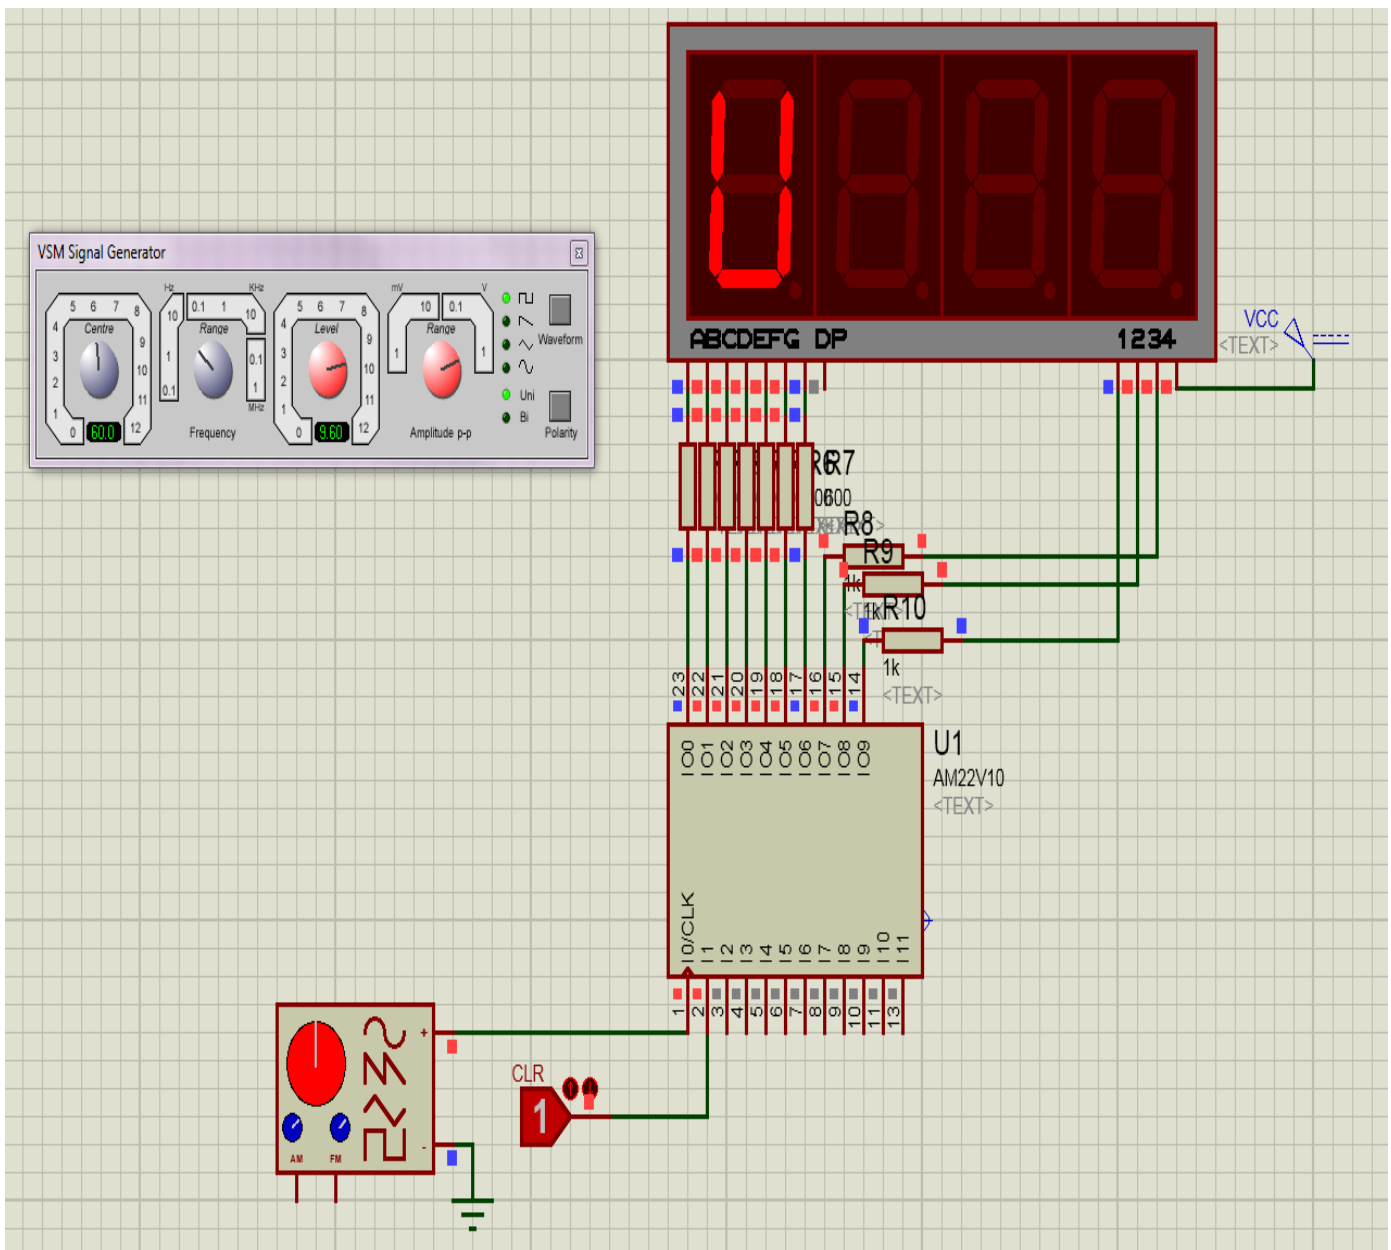 ABCDEFG DP
1234
VCC
<TEXT>
VSM Signal Generator
Centre
0 1 2 3 4 5 6 7 8 9 10 11 12
60.0
Hz
KHz
MHz
Range
0.1 1 10 0.1 1 10 0.1 1
Frequency
Level
0 1 2 3 4 5 6 7 8 9 10 11 12
9.60
mV
V
Range
1 10 0.1 1
Amplitude p-p
Waveform
Uni
Bi
Polarity
R7
R8
R9
1k
R10
1k
<TEXT>
23 22 21 20 19 18 17 16 15 14
IO0 IO1 IO2 IO3 IO4 IO5 IO6 IO7 IO8 IO9
U1
AM22V10
<TEXT>
I0/CLK I1 I2 I3 I4 I5 I6 I7 I8 I9 I10 I11
1 2 3 4 5 6 7 8 9 10 11 13
+
-
AM FM
CLR
1